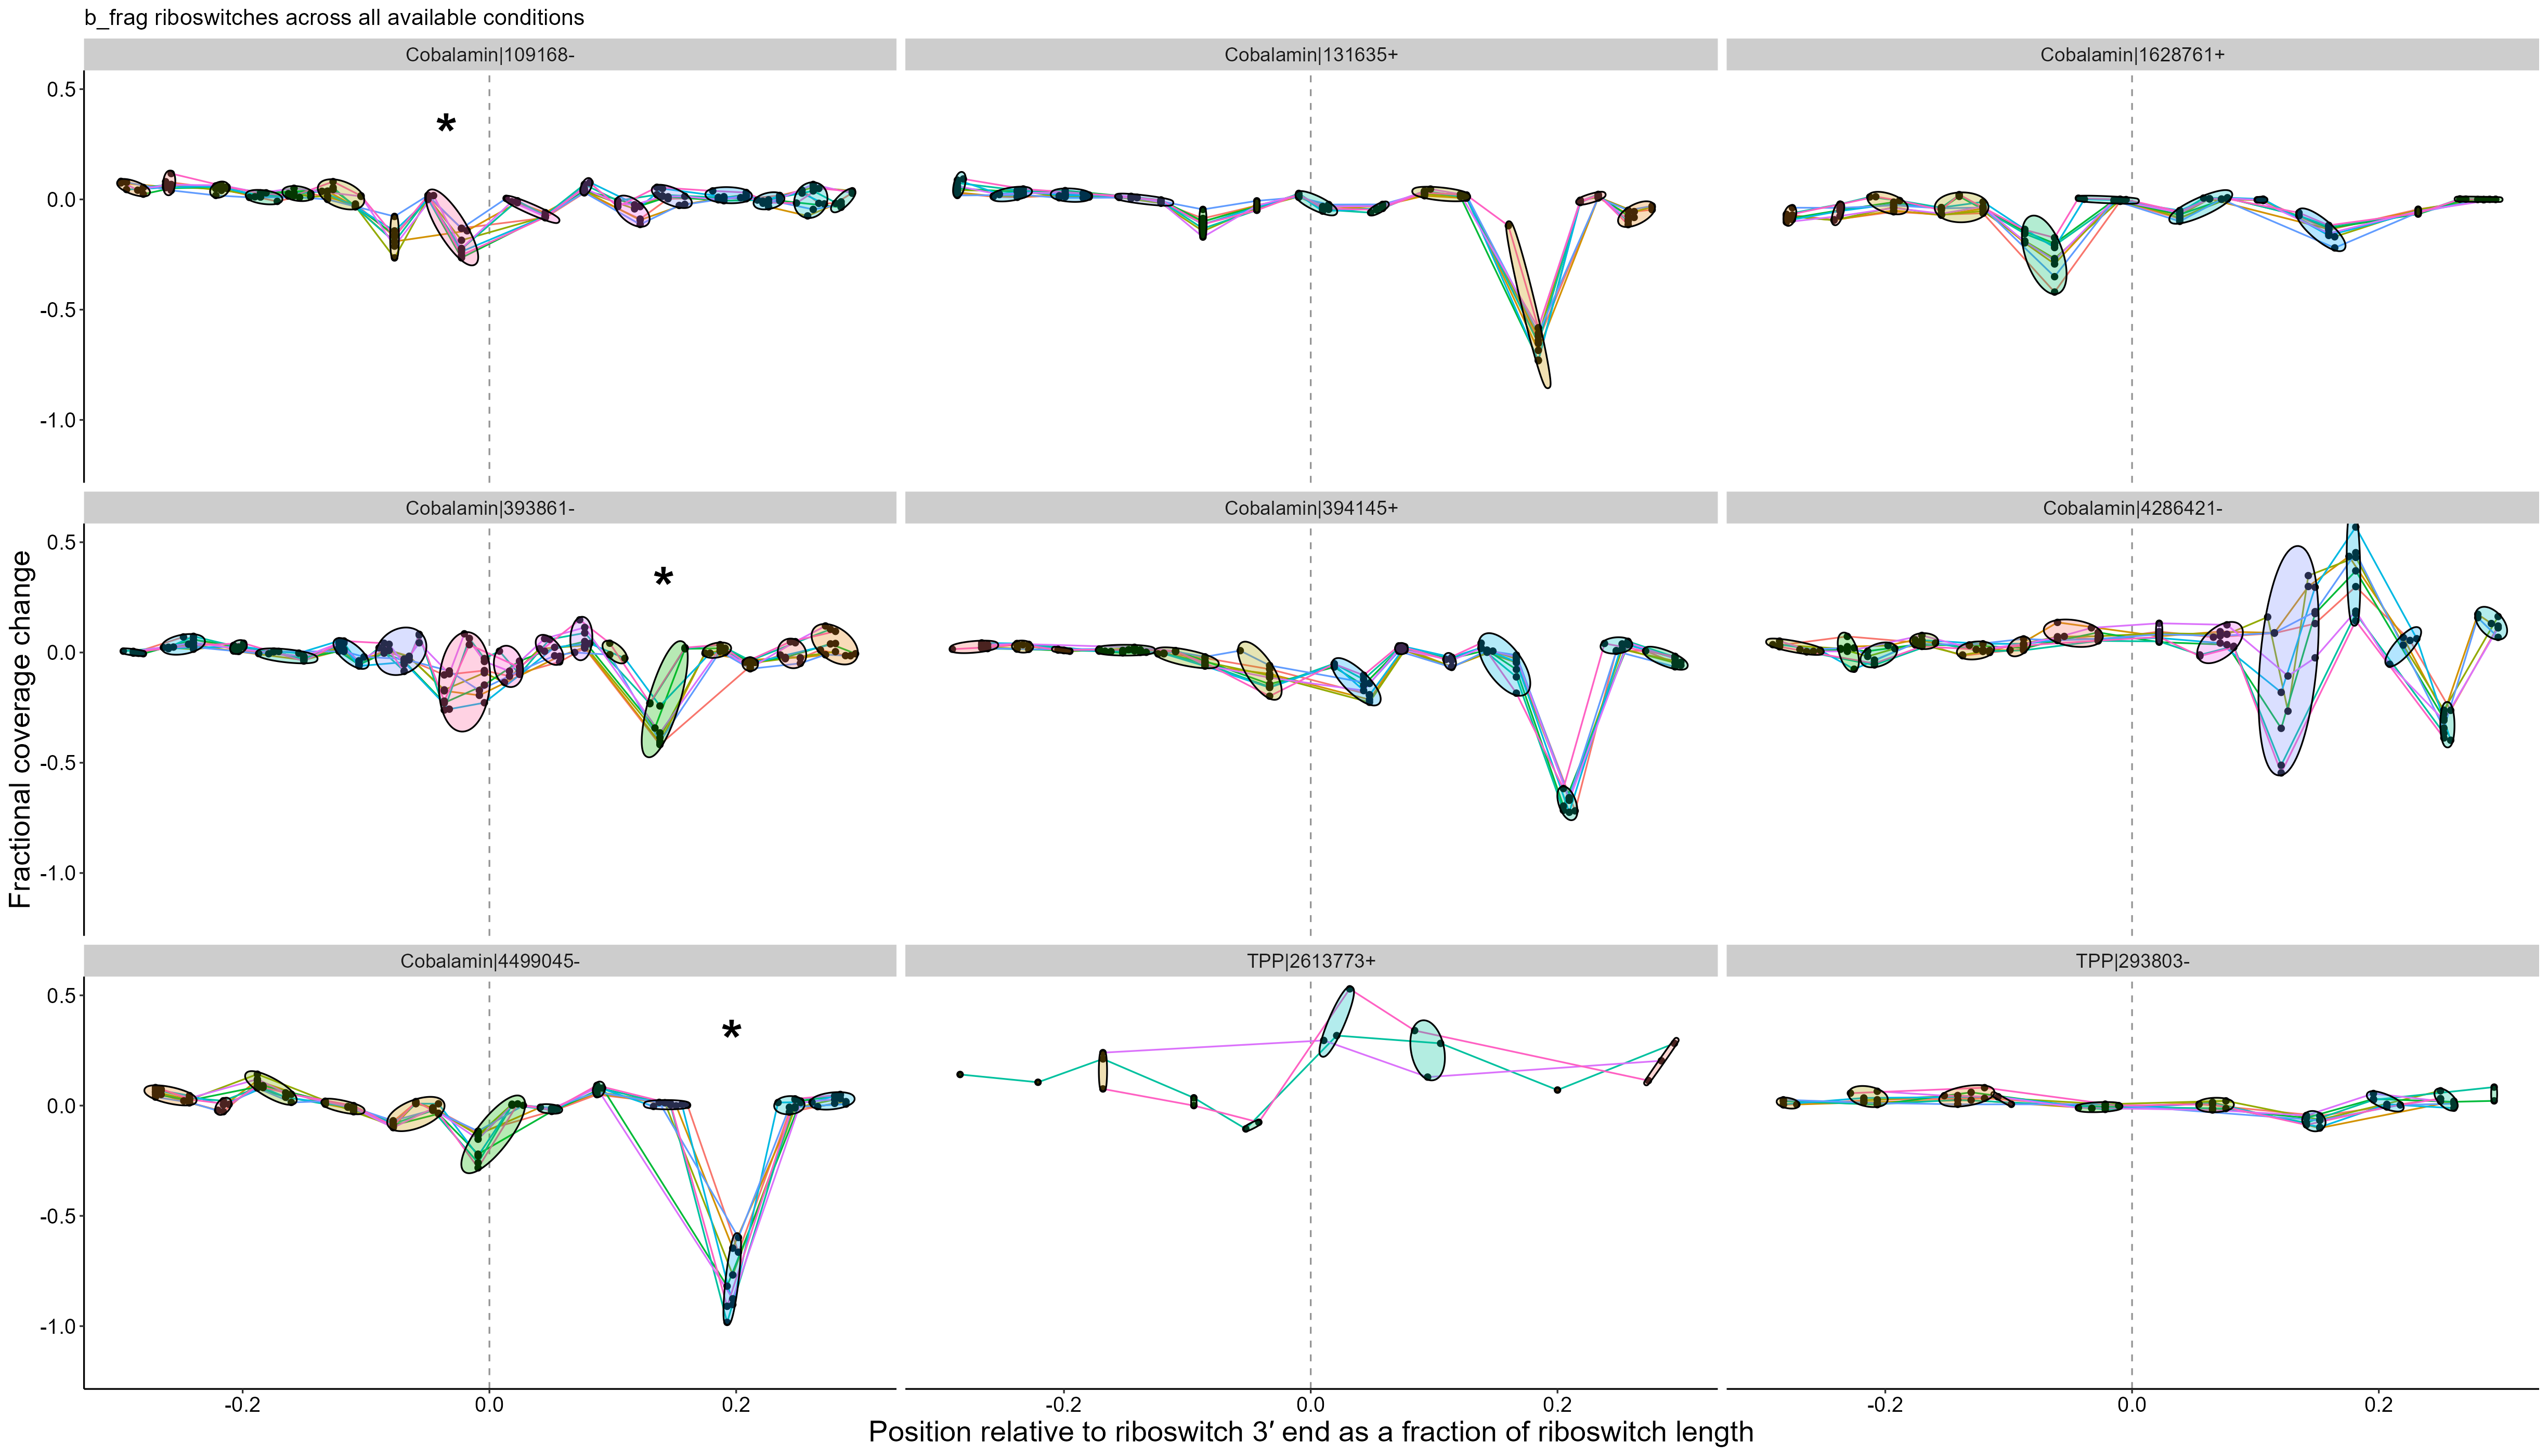 b_frag riboswitches across all available conditions
Cobalamin|109168-
Cobalamin|131635+
Cobalamin|1628761+
0.5
0.0
-0.5
-1.0
*
Cobalamin|393861-
Cobalamin|394145+
Cobalamin|4286421-
0.5
0.0
-0.5
-1.0
*
Fractional coverage change
Cobalamin|4499045-
TPP|2613773+
TPP|293803-
0.5
0.0
-0.5
-1.0
*
-0.2 0.0 0.2
-0.2 0.0 0.2
-0.2 0.0 0.2
Position relative to riboswitch 3′ end as a fraction of riboswitch length